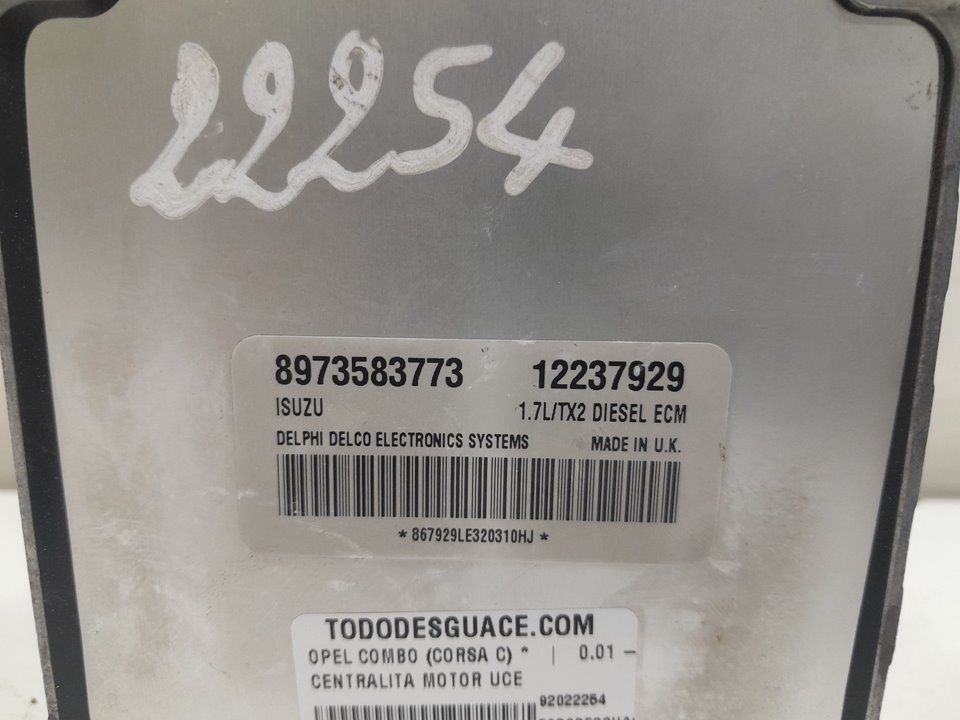 22254
8973583773 12237929
ISUZU 1.7L/TX2 DIESEL ECM
DELPHI DELCO ELECTRONICS SYSTEMS MADE IN U.K.
*867929LE320310HJ*
TODODESGUACE.COM
OPEL COMBO (CORSA C) * | 0.01 –
CENTRALITA MOTOR UCE
92022254